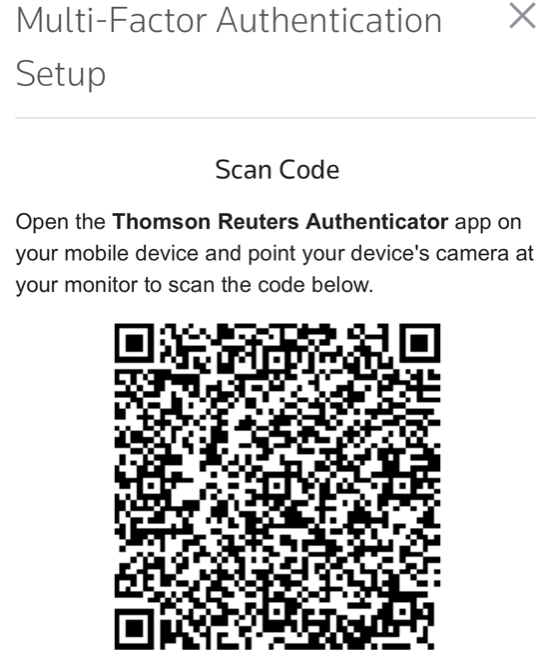 Multi-Factor Authentication
Setup
Scan Code
Open the Thomson Reuters Authenticator app on
your mobile device and point your device's camera at
your monitor to scan the code below.